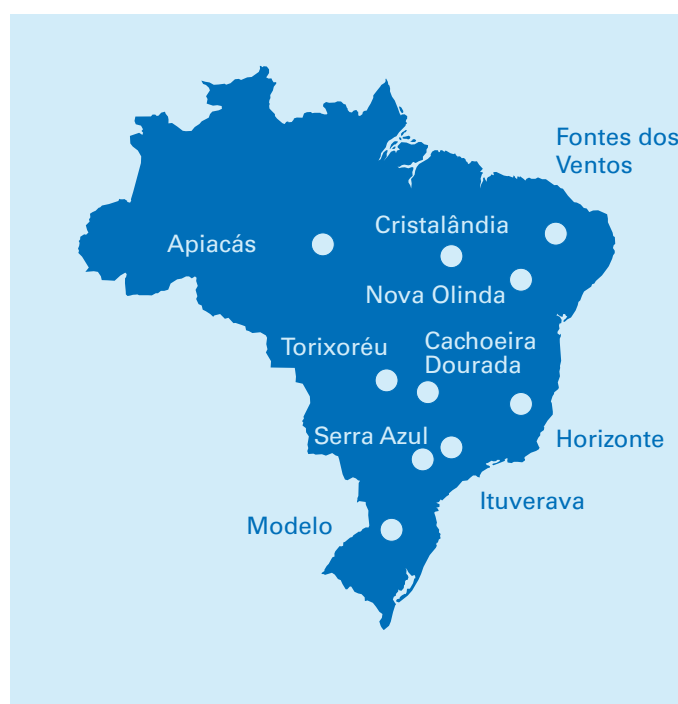 Fontes dos
Ventos
Cristalândia
Apiacás
Nova Olinda
Cachoeira
Dourada
Torixoréu
Serra Azul
Horizonte
Ituverava
Modelo